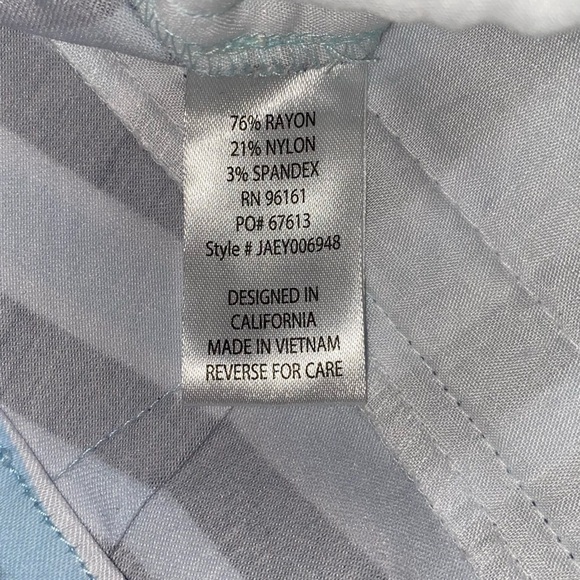 76% RAYON
21% NYLON
3% SPANDEX
RN 96161
PO# 67613
Style # JAEY006948
DESIGNED IN
CALIFORNIA
MADE IN VIETNAM
REVERSE FOR CARE